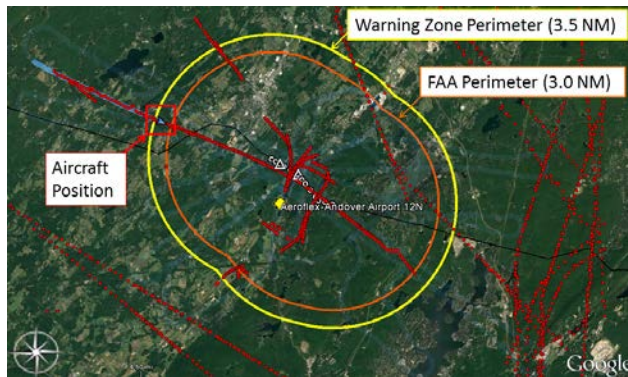 Warning Zone Perimeter (3.5 NM)
FAA Perimeter (3.0 NM)
Aircraft
Position
Aeroflex-Andover Airport 12N
Google